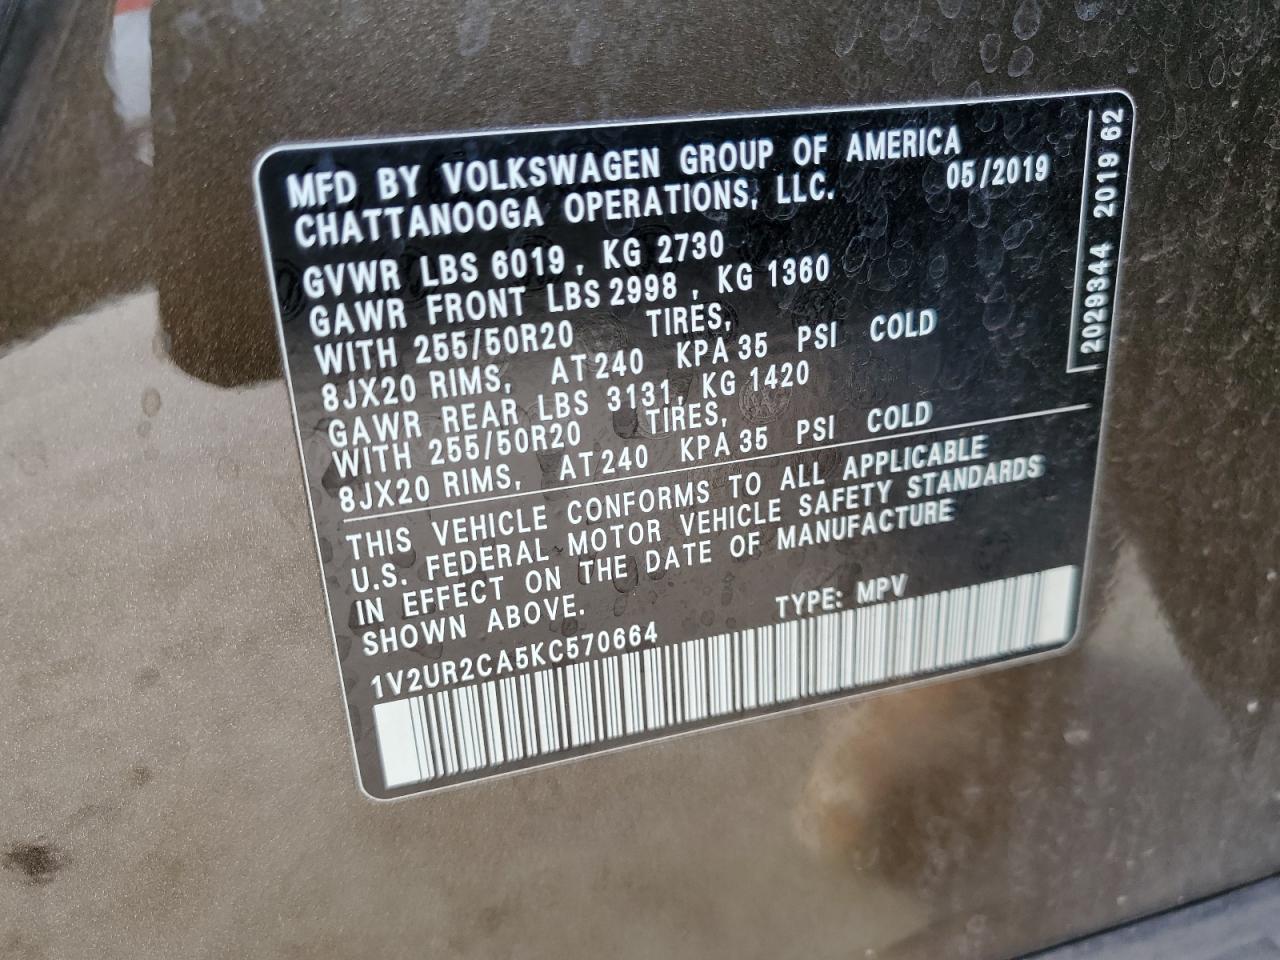 MFD BY VOLKSWAGEN GROUP OF AMERICA
CHATTANOOGA OPERATIONS, LLC. 05/2019
GVWR LBS 6019 , KG 2730
GAWR FRONT LBS 2998 , KG 1360
WITH 255/50R20 TIRES,
8JX20 RIMS, AT 240 KPA 35 PSI COLD
GAWR REAR LBS 3131, KG 1420
WITH 255/50R20 TIRES,
8JX20 RIMS, AT 240 KPA 35 PSI COLD
THIS VEHICLE CONFORMS TO ALL APPLICABLE
U.S. FEDERAL MOTOR VEHICLE SAFETY STANDARDS
IN EFFECT ON THE DATE OF MANUFACTURE
SHOWN ABOVE. TYPE: MPV
1V2UR2CA5KC570664
2029344 2019 62